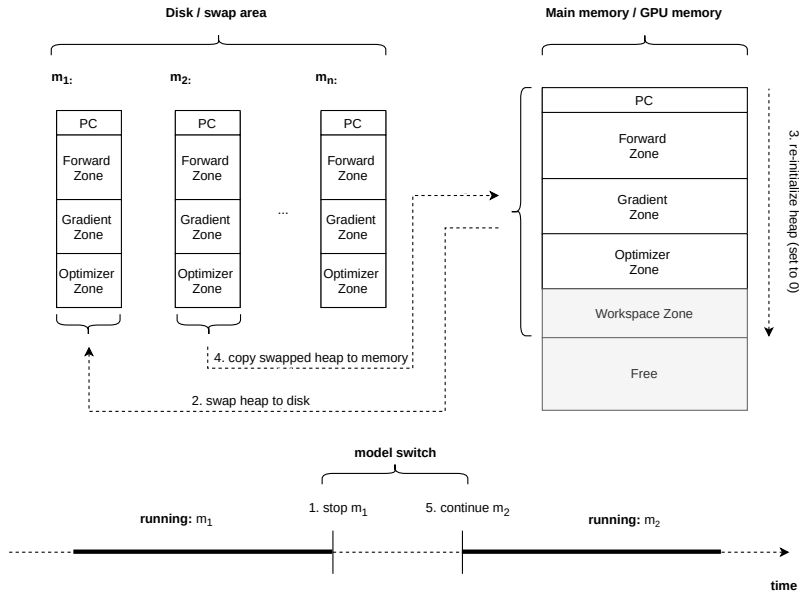 Disk / swap area
Main memory / GPU memory
m1:
m2:
mn:
PC
Forward
Zone
Gradient
Zone
Optimizer
Zone
PC
Forward
Zone
Gradient
Zone
Optimizer
Zone
...
PC
Forward
Zone
Gradient
Zone
Optimizer
Zone
PC
Forward
Zone
Gradient
Zone
Optimizer
Zone
Workspace Zone
Free
3. re-initialize heap (set to 0)
4. copy swapped heap to memory
2. swap heap to disk
model switch
1. stop m1
5. continue m2
running: m1
running: m2
time